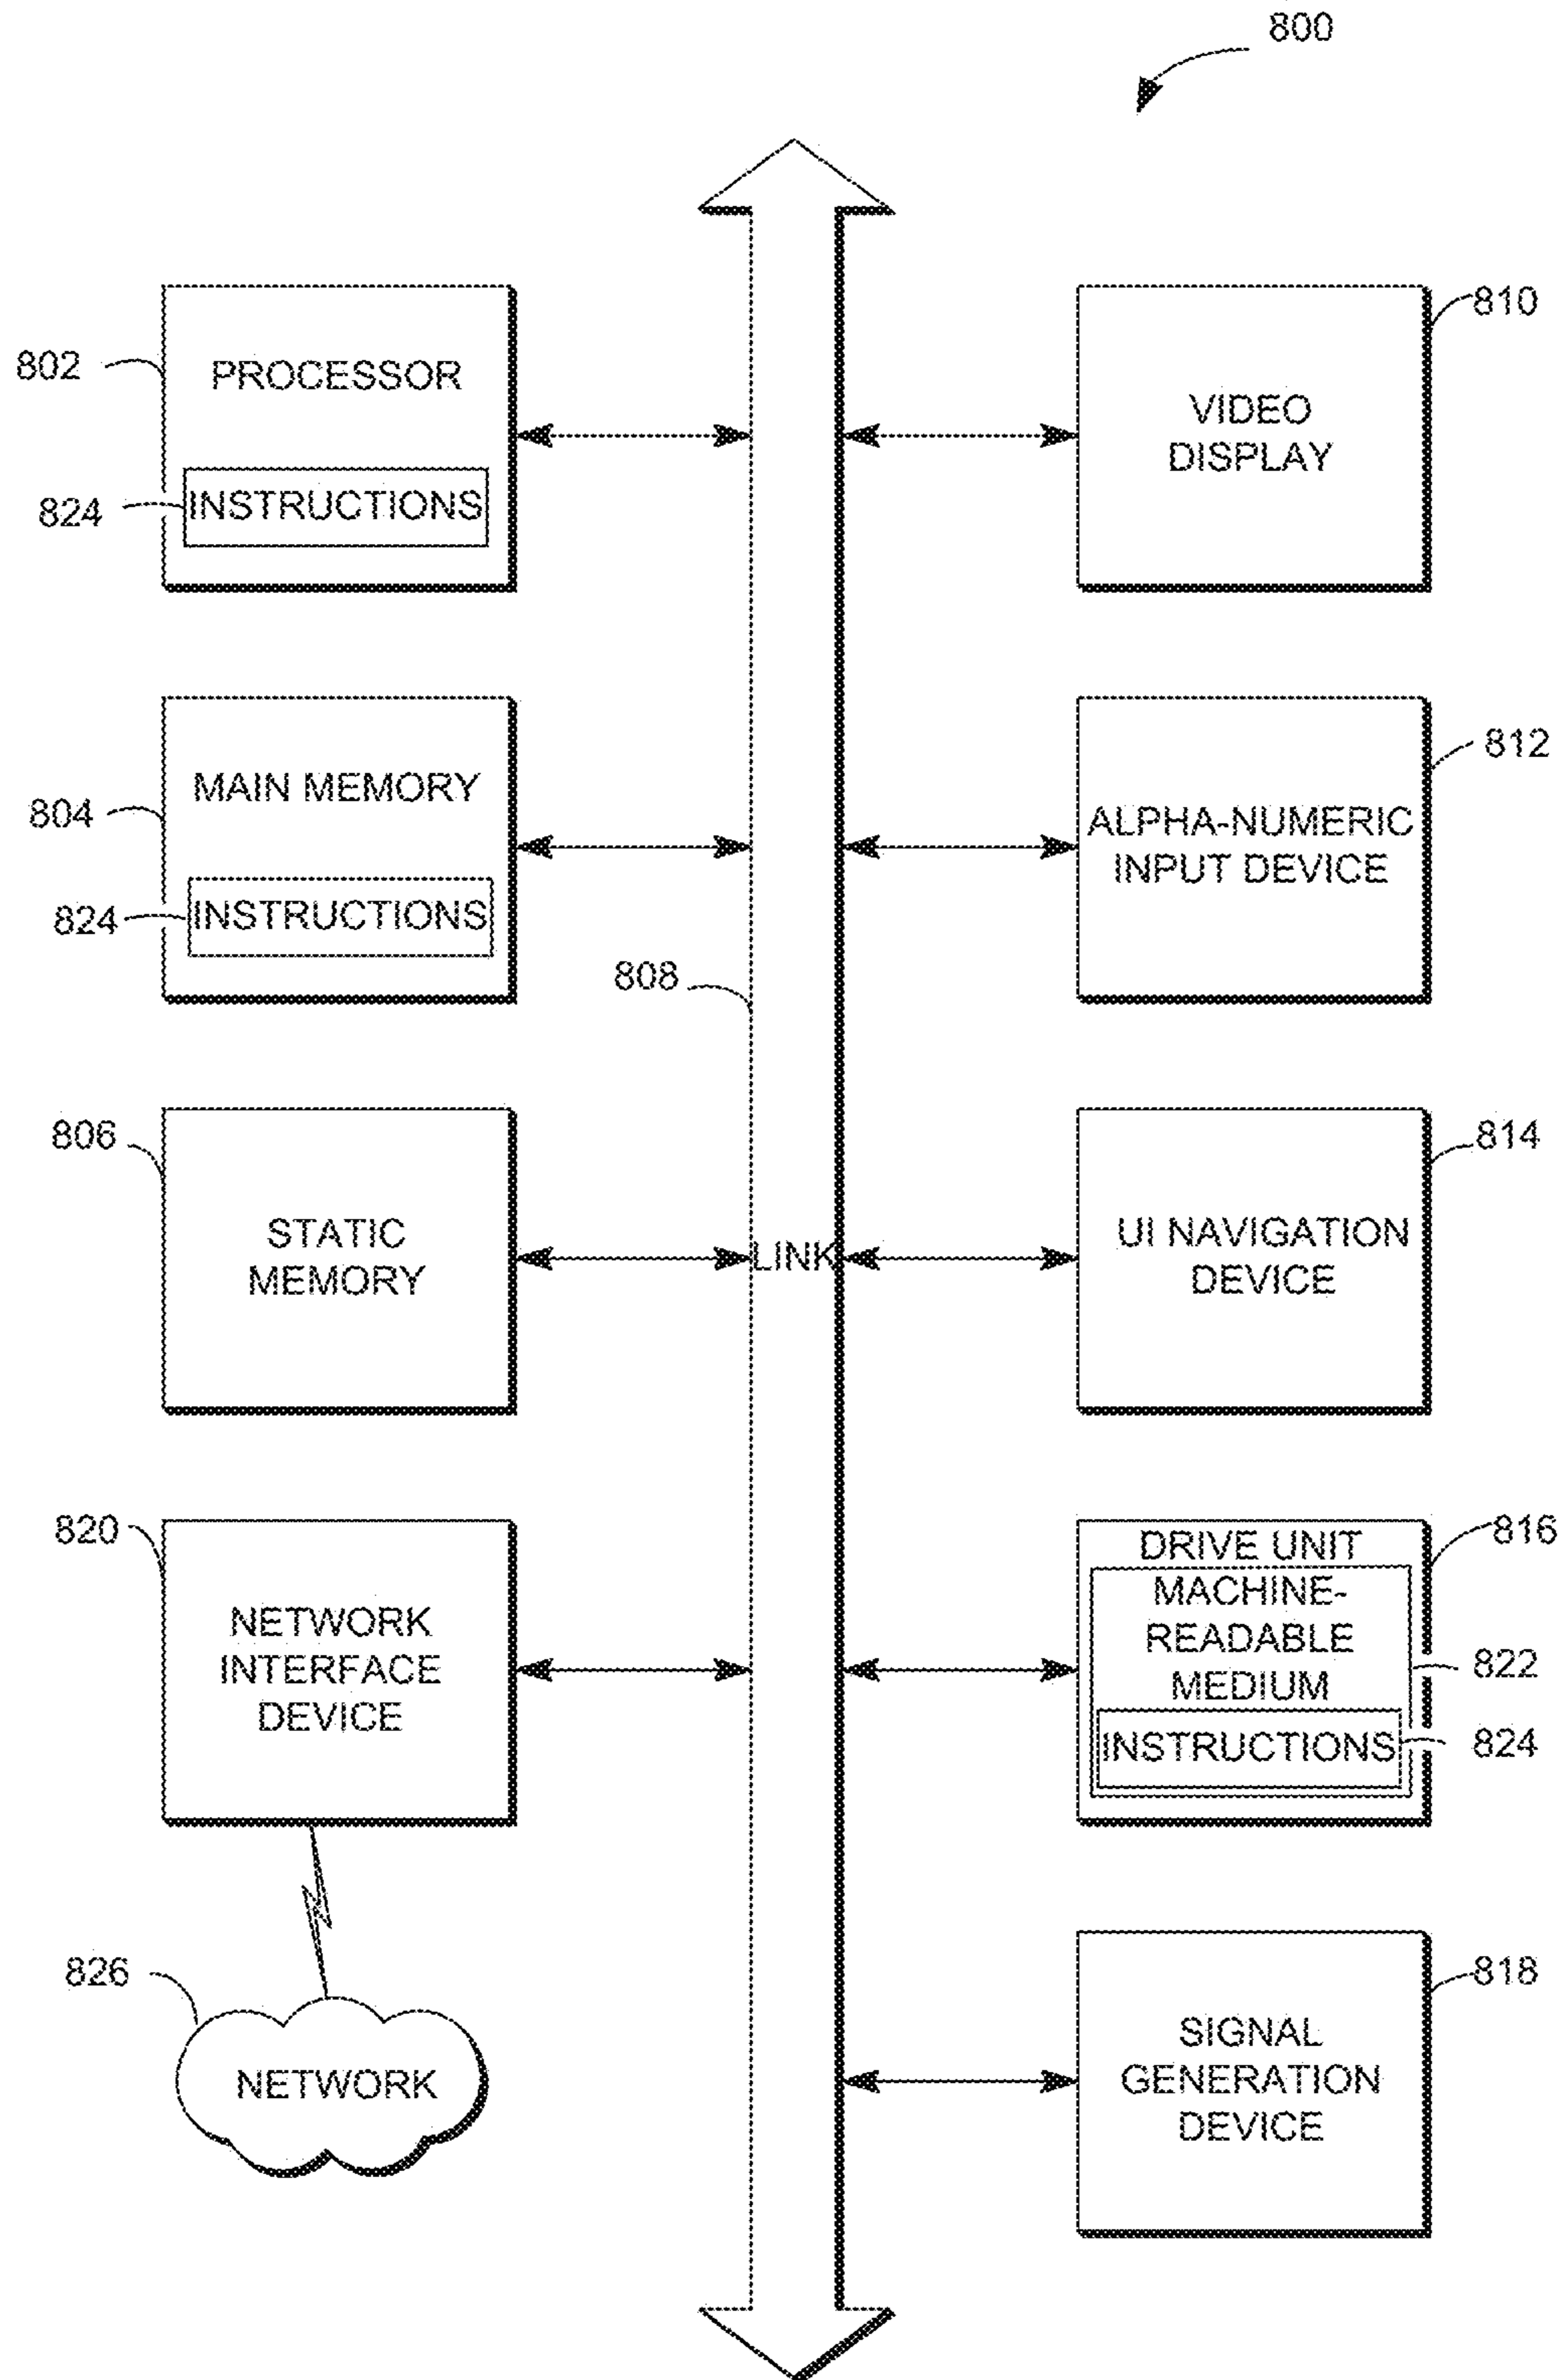 800
802
PROCESSOR
824
INSTRUCTIONS
810
VIDEO
DISPLAY
804
MAIN MEMORY
824
INSTRUCTIONS
812
ALPHA-NUMERIC
INPUT DEVICE
808
LINK
806
STATIC
MEMORY
814
UI NAVIGATION
DEVICE
820
NETWORK
INTERFACE
DEVICE
816
DRIVE UNIT
MACHINE-
READABLE
MEDIUM
822
INSTRUCTIONS
824
826
NETWORK
818
SIGNAL
GENERATION
DEVICE